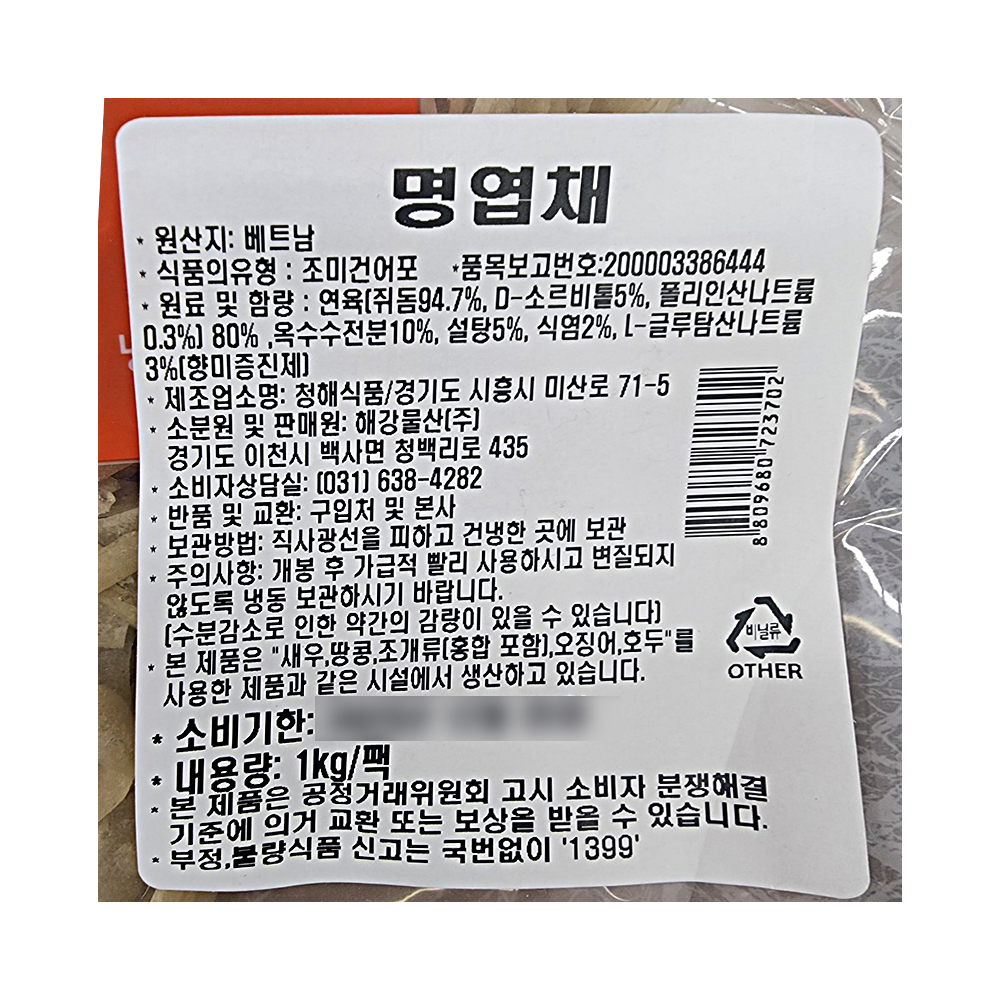 명엽채
* 원산지: 베트남
* 식품의유형 : 조미건어포 *품목보고번호:200003386444
* 원료 및 함량 : 연육(쥐돔94.7%, D-소르비톨5%, 폴리인산나트륨
0.3%) 80% ,옥수수전분10%, 설탕5%, 식염2%, L-글루탐산나트륨
3%(향미증진제)
* 제조업소명: 청해식품/경기도 시흥시 미산로 71-5
* 소분원 및 판매원: 해강물산(주)
경기도 이천시 백사면 청백리로 435
* 소비자상담실: (031) 638-4282
* 반품 및 교환: 구입처 및 본사
* 보관방법: 직사광선을 피하고 건냉한 곳에 보관
* 주의사항: 개봉 후 가급적 빨리 사용하시고 변질되지
않도록 냉동 보관하시기 바랍니다.
(수분감소로 인한 약간의 감량이 있을 수 있습니다)
* 본 제품은 "새우,땅콩,조개류(홍합 포함),오징어,호두"를
사용한 제품과 같은 시설에서 생산하고 있습니다.
* 소비기한:
* 내용량: 1kg/팩
* 본 제품은 공정거래위원회 고시 소비자 분쟁해결
기준에 의거 교환 또는 보상을 받을 수 있습니다.
* 부정,불량식품 신고는 국번없이 '1399'
8 809680 723702
비닐류
OTHER